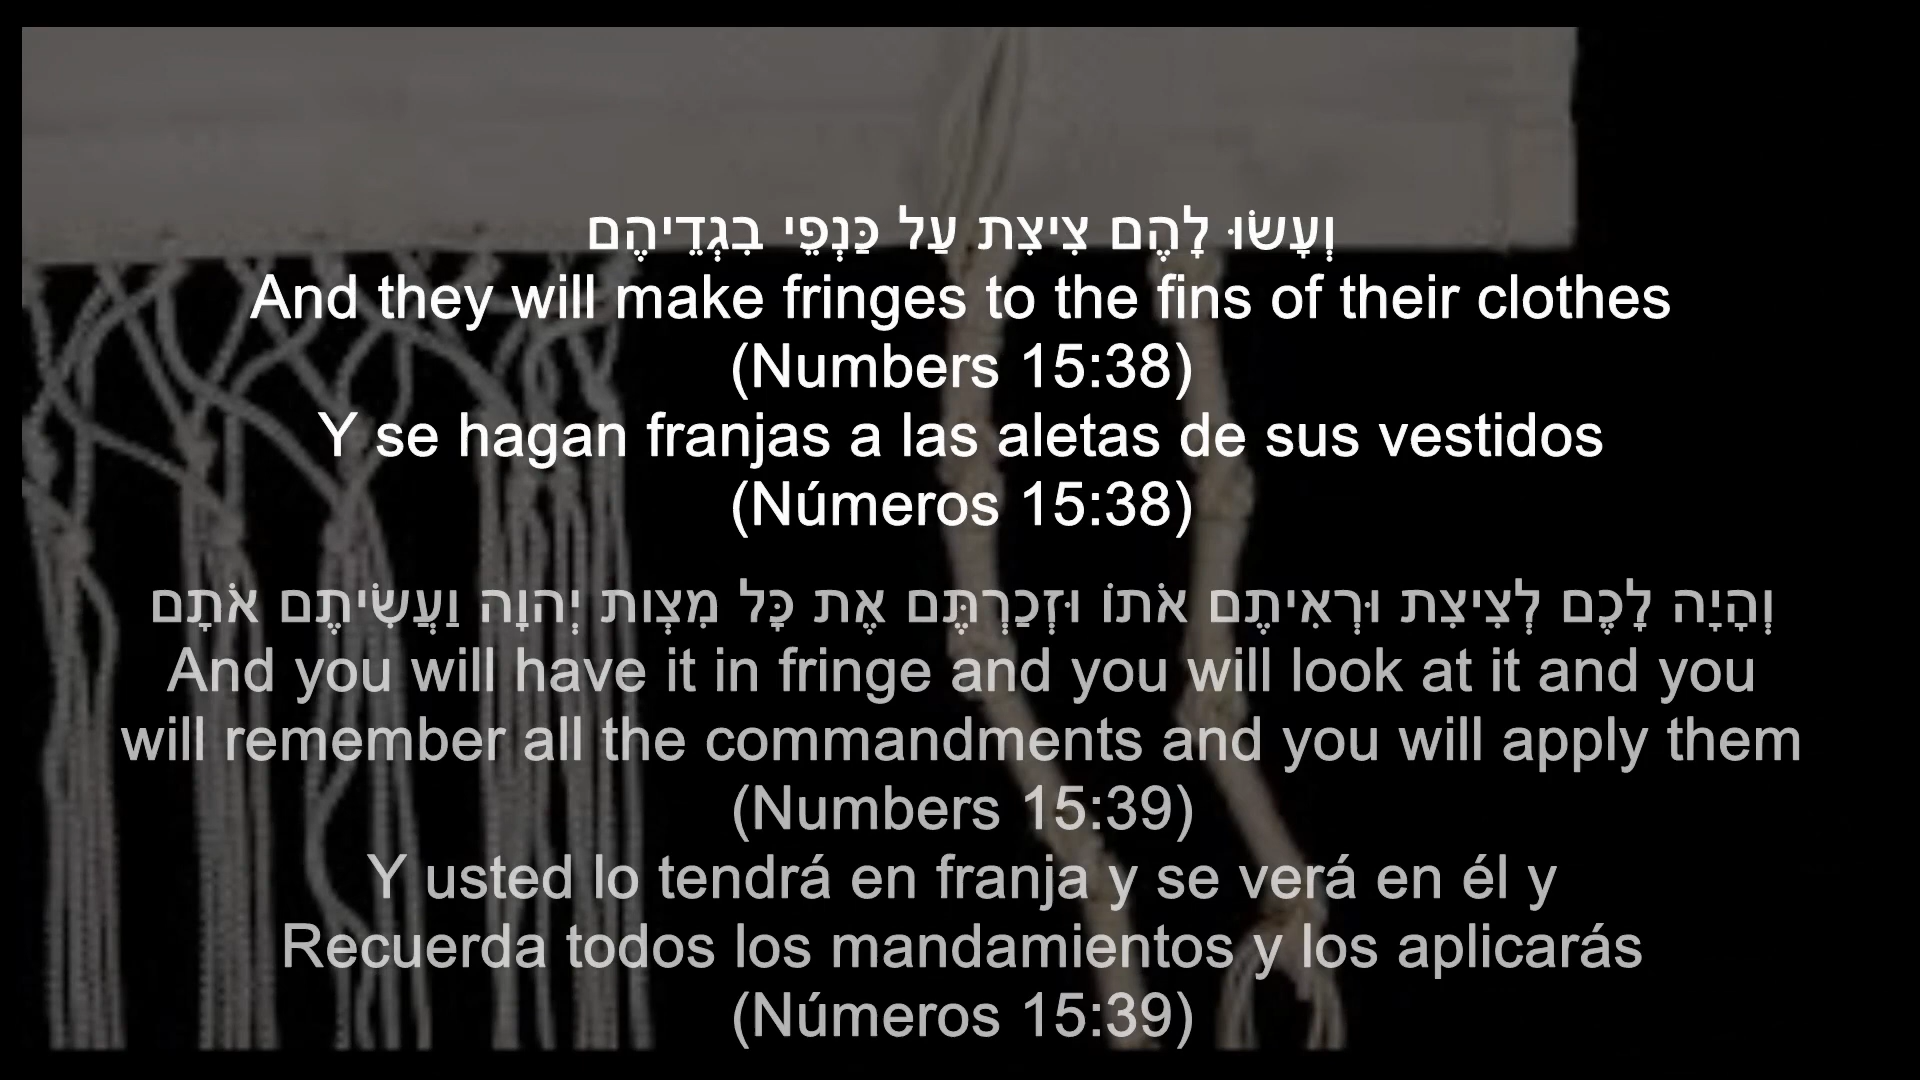 וְעָשׂוּ לָהֶם צִיצִת עַל כַּנְפֵי בִגְדֵיהֶם
And they will make fringes to the fins of their clothes
(Numbers 15:38)
Y se hagan franjas a las aletas de sus vestidos
(Números 15:38)
וְהָיָה לָכֶם לְצִיצִת וּרְאִיתֶם אֹתוֹ וּזְכַרְתֶּם אֶת כָּל מִצְוֹת יְהוָה וַעֲשִׂיתֶם אֹתָם
And you will have it in fringe and you will look at it and you
will remember all the commandments and you will apply them
(Numbers 15:39)
Y usted lo tendrá en franja y se verá en él y
Recuerda todos los mandamientos y los aplicarás
(Números 15:39)